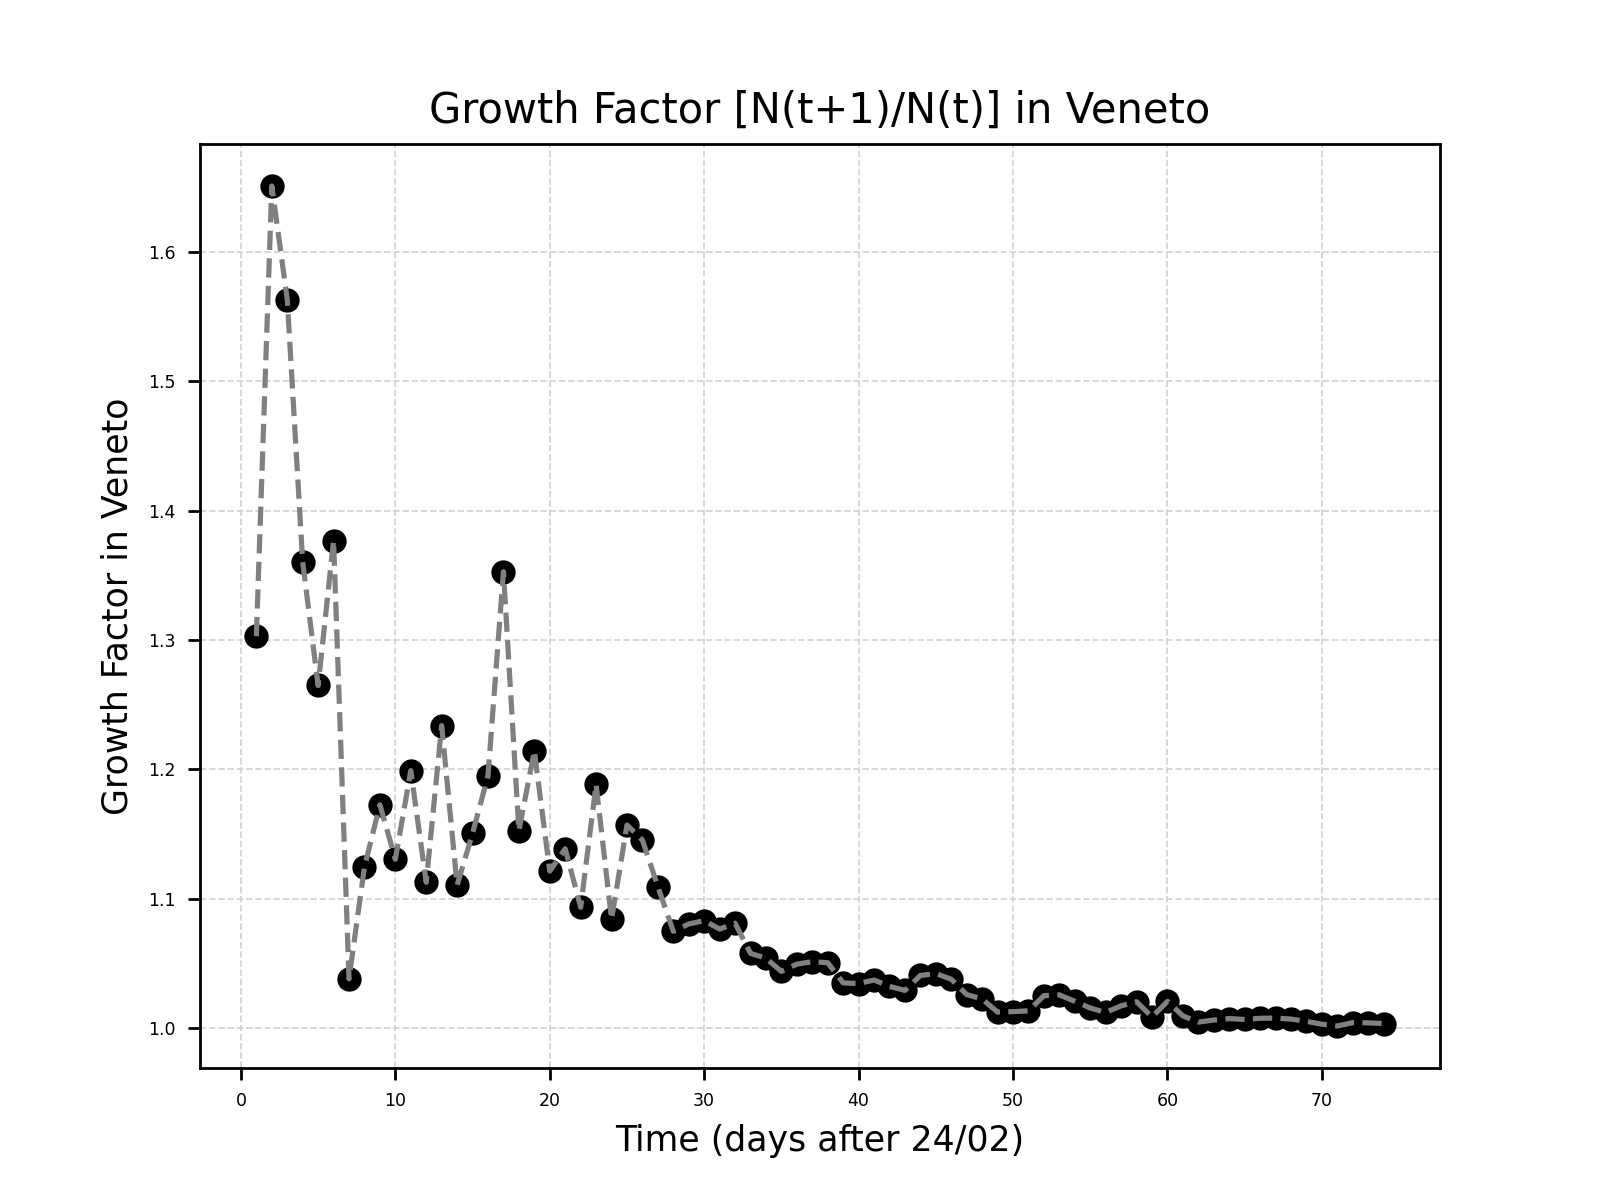 Growth Factor [N(t+1)/N(t)] in Veneto
Growth Factor in Veneto
1.6
1.5
1.4
1.3
1.2
1.1
1.0
0 10 20 30 40 50 60 70
Time (days after 24/02)